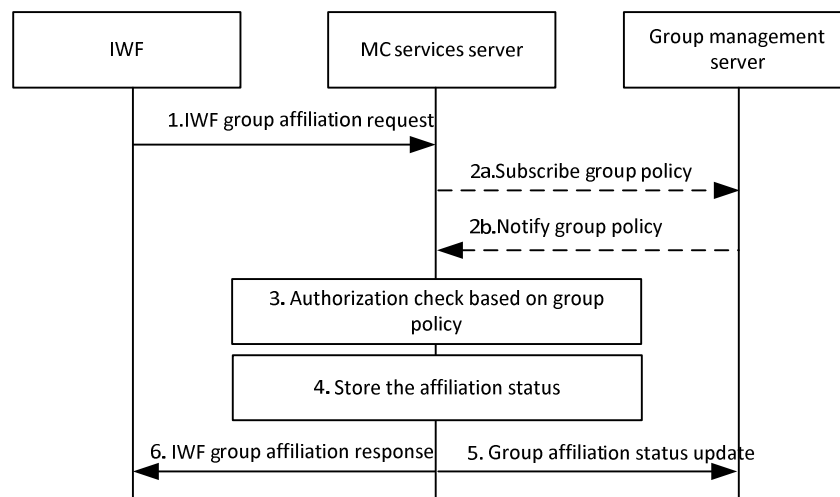 IWF
MC services server
Group management
server
1.IWF group affiliation request
2a.Subscribe group policy
2b.Notify group policy
3. Authorization check based on group
policy
4. Store the affiliation status
6. IWF group affiliation response
5. Group affiliation status update